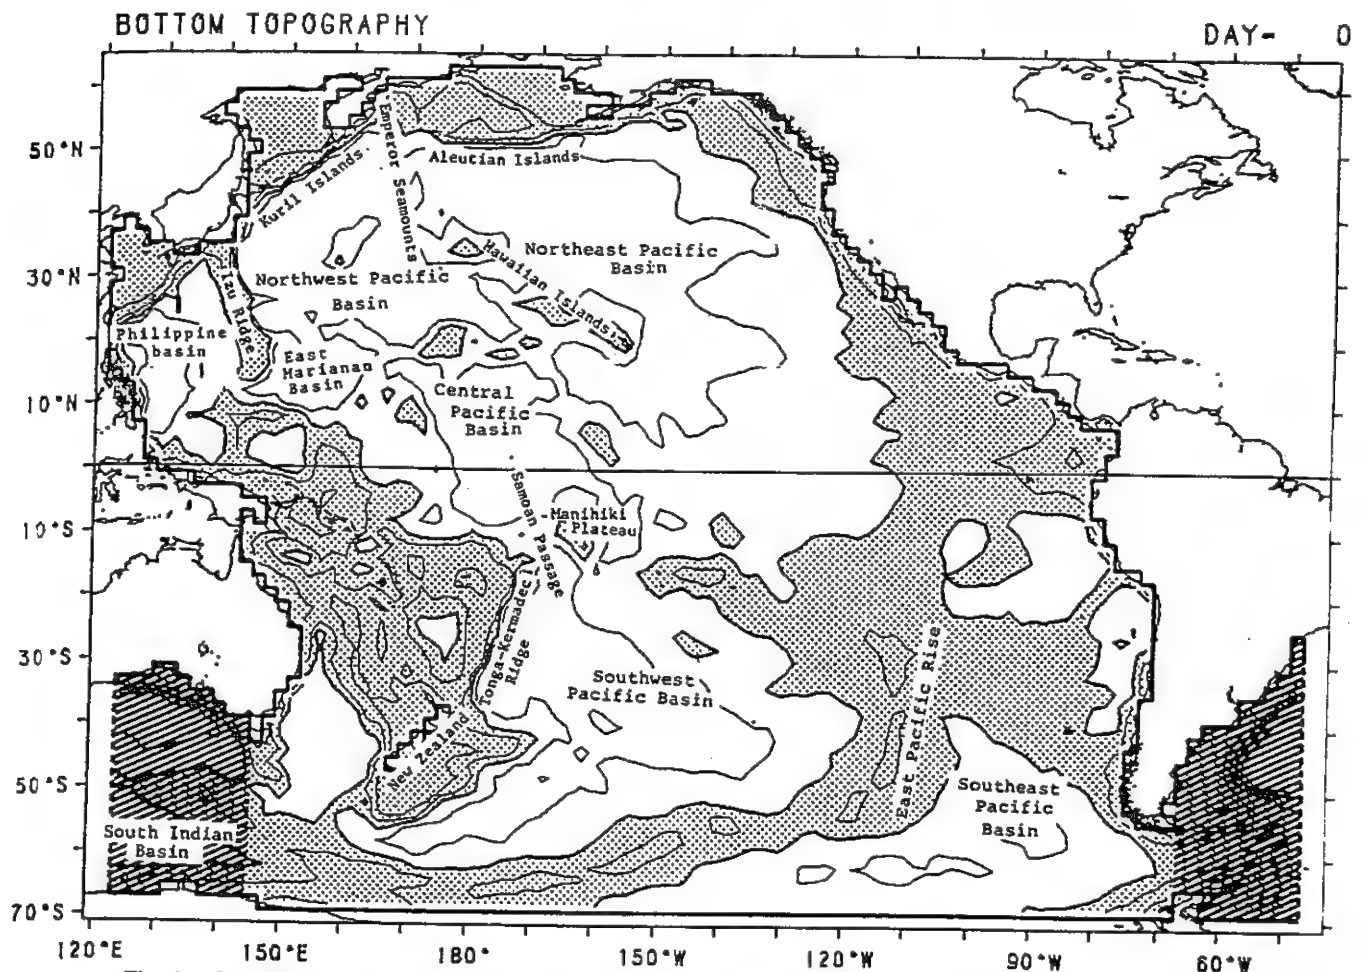 BOTTOM TOPOGRAPHY
DAY- 0
50°N
30°N
10°N
10°S
30°S
50°S
70°S
Aleutian Islands
Emperor Seamounts
Kuril Islands
Northeast Pacific
Basin
Hawaiian Islands
Northwest Pacific
Basin
Izu Ridge
Philippine
basin
East
Marianan
Basin
Central
Pacific
Basin
Samoan Passage
Manihiki
Plateau
Tonga-Kermadec
Ridge
Southwest
Pacific Basin
East Pacific Rise
New Zealand
Southeast
Pacific
Basin
South Indian
Basin
120°E
150°E
180°
150°W
120°W
90°W
60°W